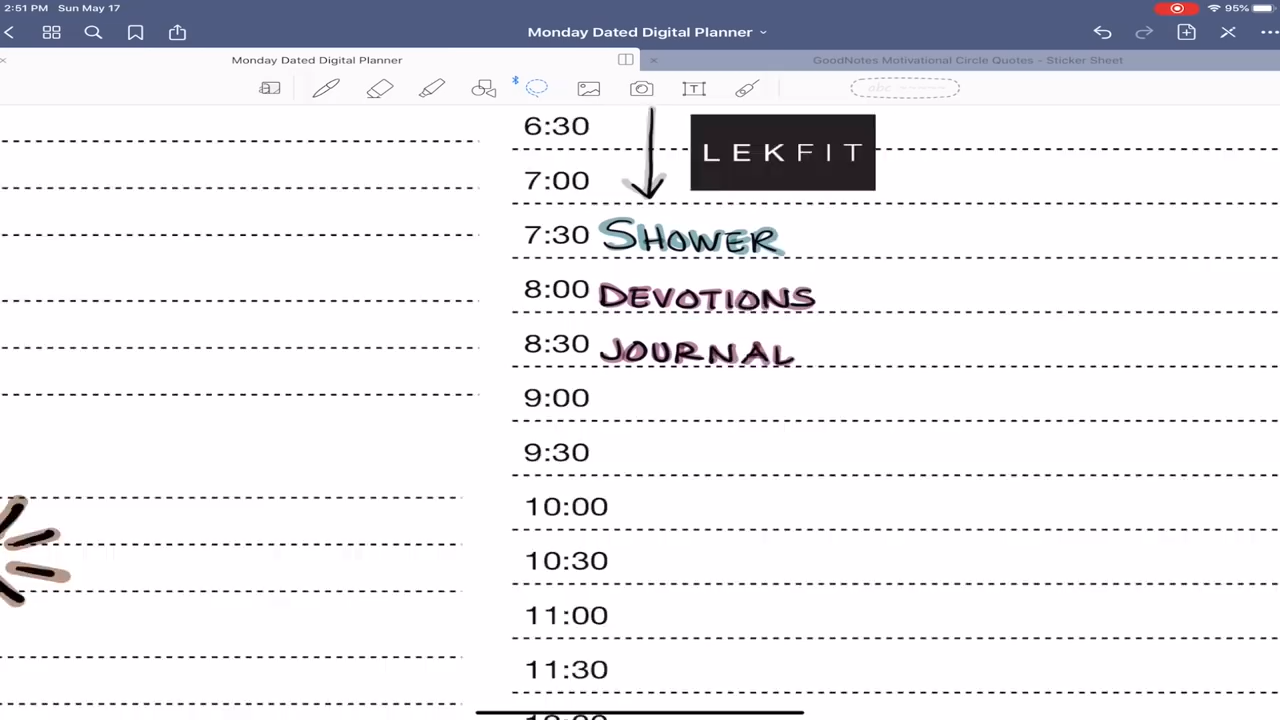 2:51 PM Sun May 17
95%
Monday Dated Digital Planner
Monday Dated Digital Planner
GoodNotes Motivational Circle Quotes - Sticker Sheet
T
abc
6:30
LEKFIT
7:00
7:30 SHOWER
8:00 DEVOTIONS
8:30 JOURNAL
9:00
9:30
10:00
10:30
11:00
11:30